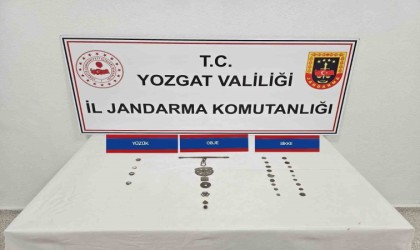 T.C.
YOZGAT VALİLİĞİ
İL JANDARMA KOMUTANLIĞI
YÜZÜK
OBJE
SİKKE